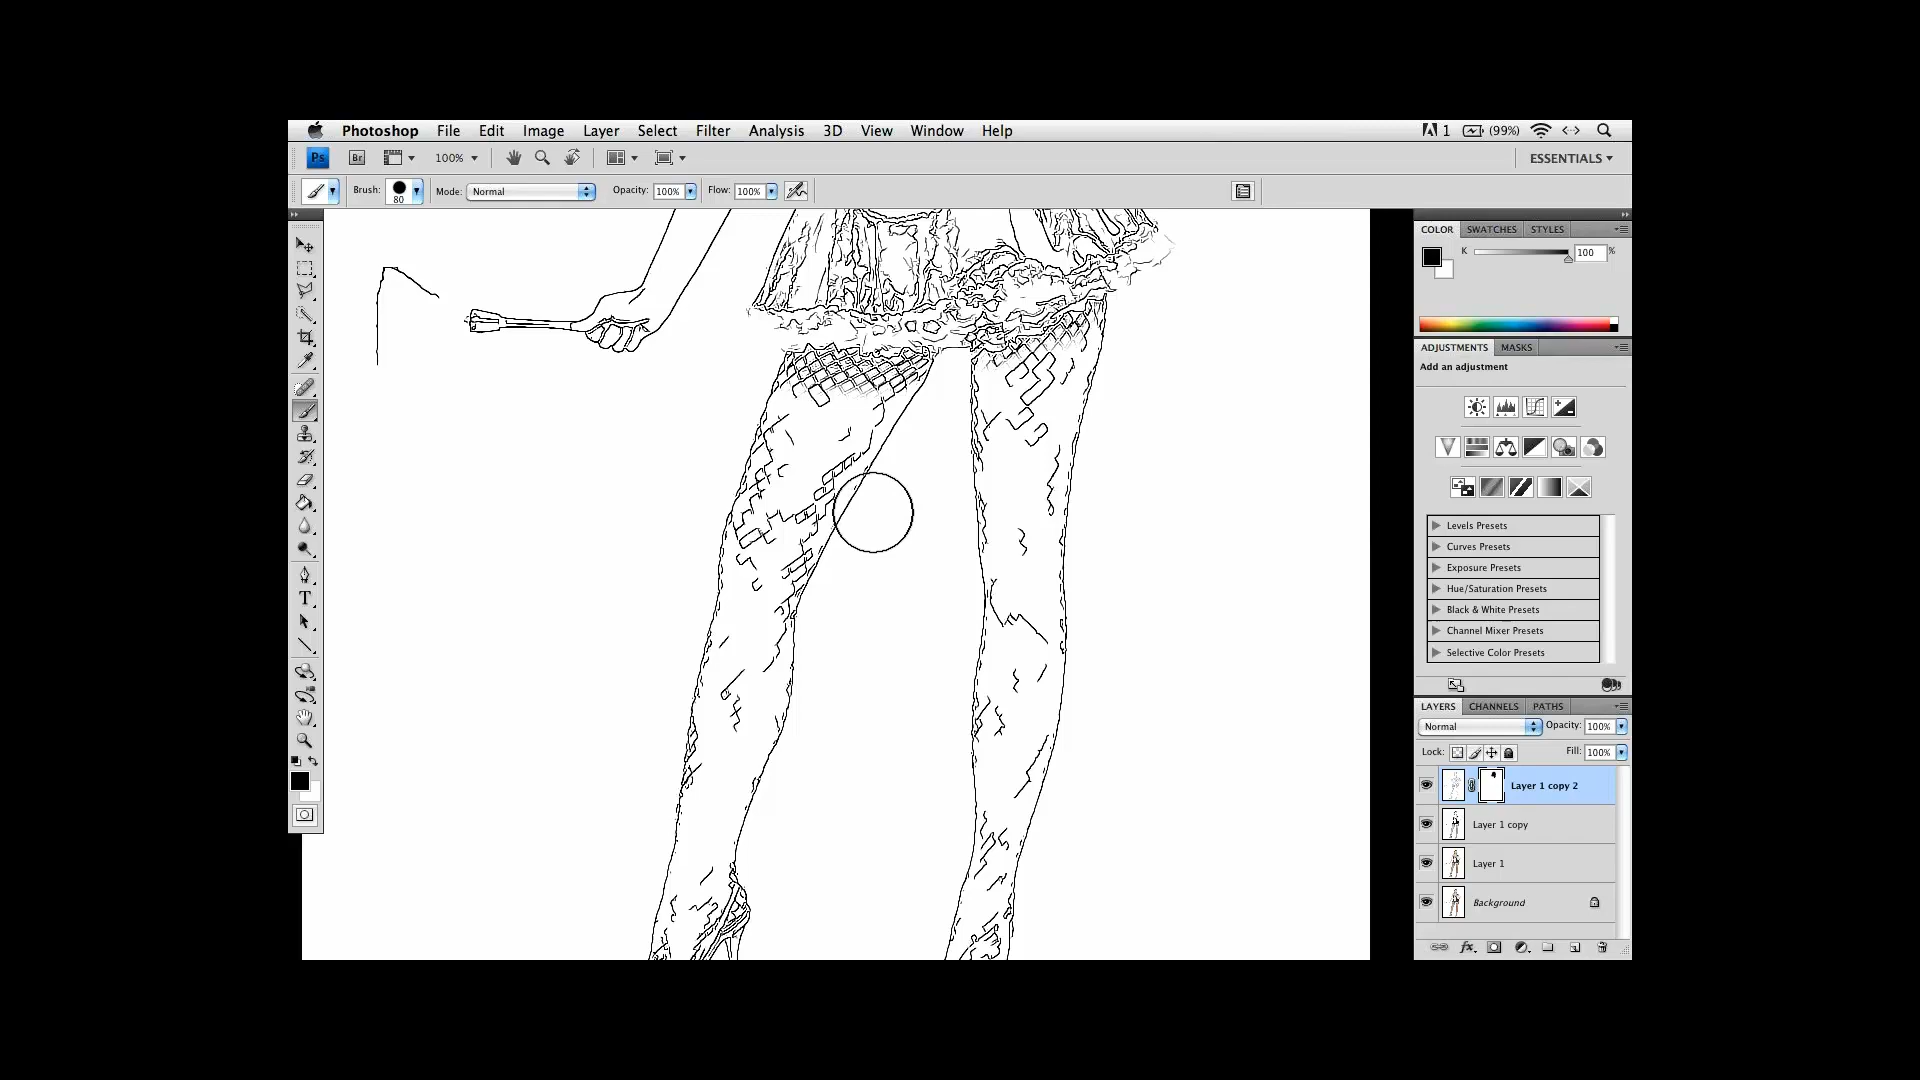 Photoshop File Edit Image Layer Select Filter Analysis 3D View Window Help 1 (99%)
Ps Br 100% ESSENTIALS
Brush: 80 Mode: Normal Opacity: 100% Flow: 100%
COLOR SWATCHES STYLES
K 100 %
ADJUSTMENTS MASKS
Add an adjustment
Levels Presets
Curves Presets
Exposure Presets
Hue/Saturation Presets
Black & White Presets
Channel Mixer Presets
Selective Color Presets
LAYERS CHANNELS PATHS
Normal Opacity: 100%
Lock: Fill: 100%
Layer 1 copy 2
Layer 1 copy
Layer 1
Background
T
fx